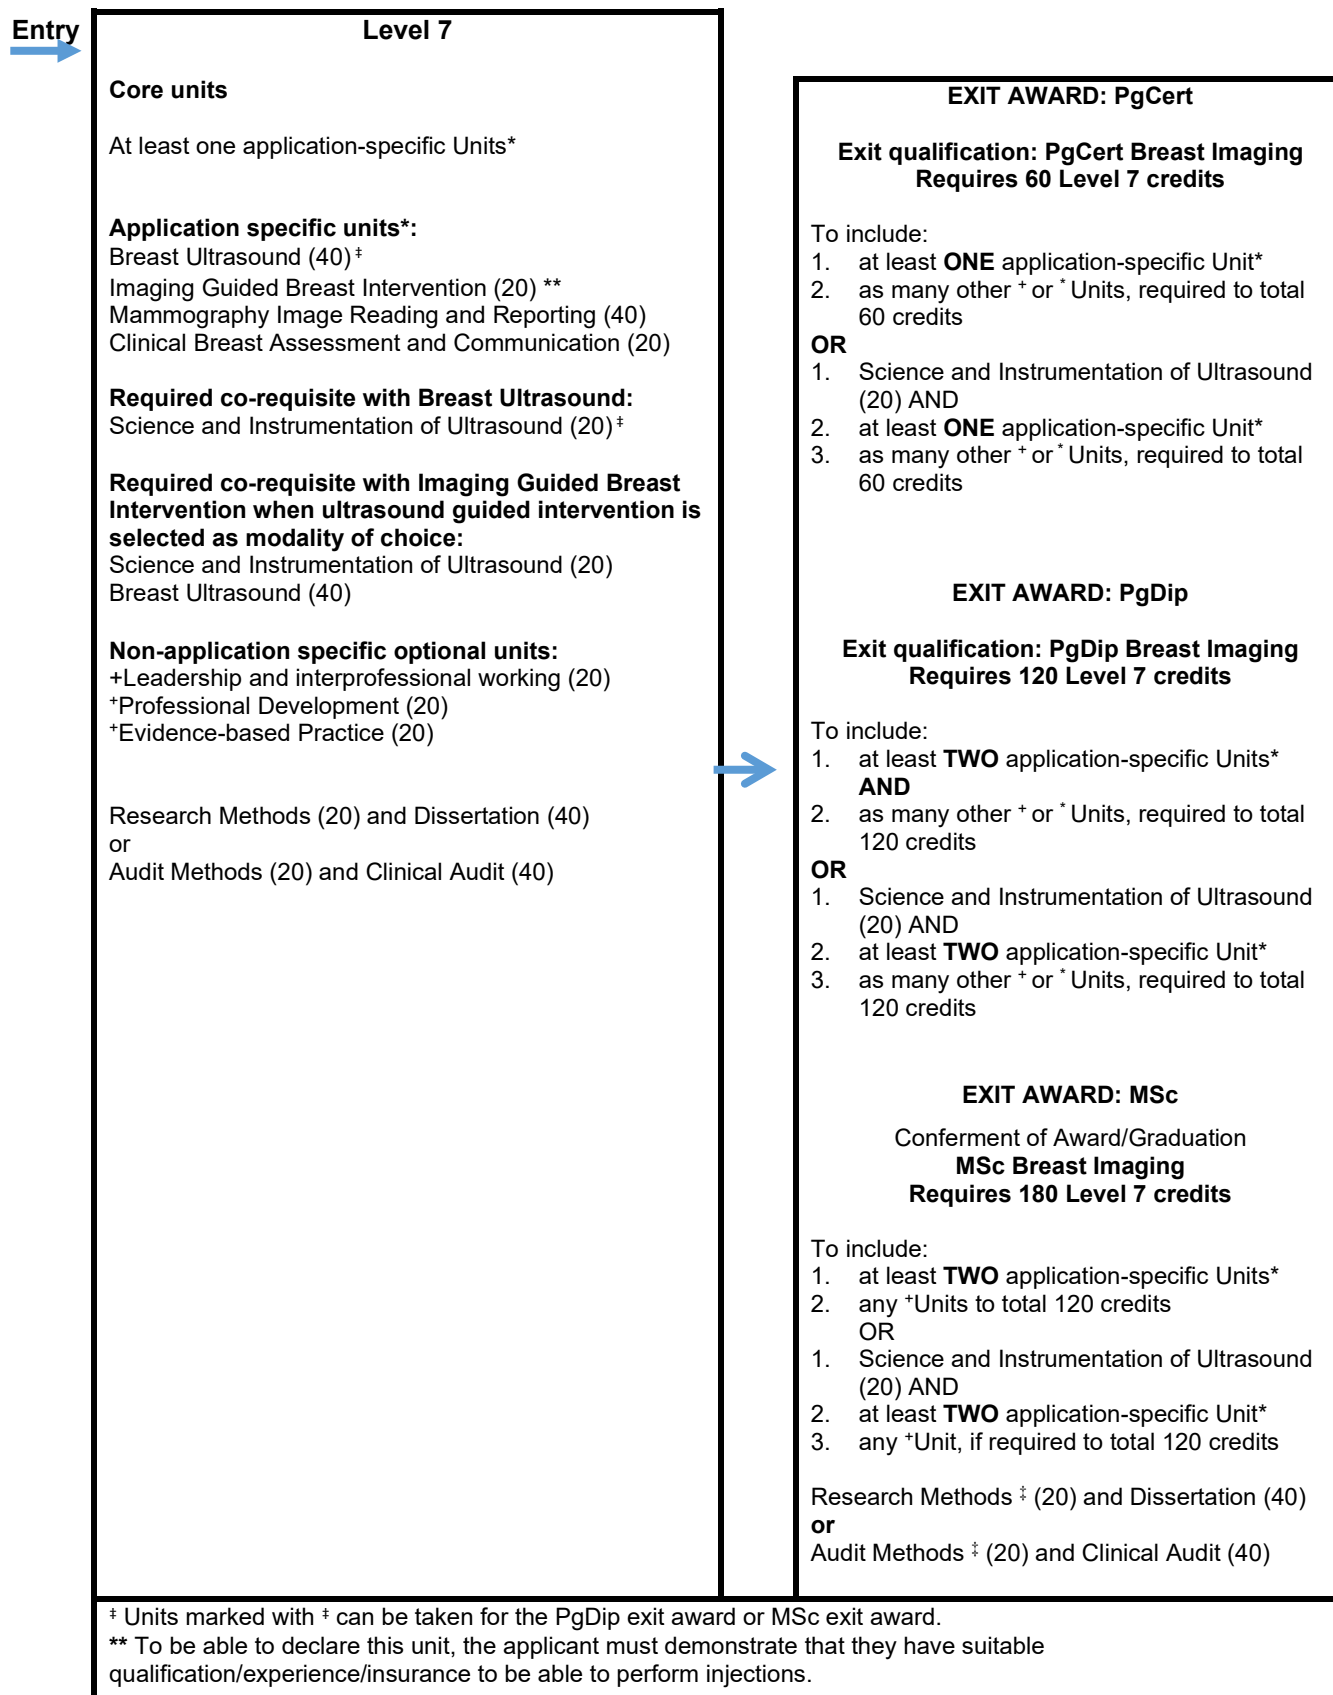 Entry
Level 7
Core units
At least one application-specific Units*
Application specific units*:
Breast Ultrasound (40)‡
Imaging Guided Breast Intervention (20) **
Mammography Image Reading and Reporting (40)
Clinical Breast Assessment and Communication (20)
Required co-requisite with Breast Ultrasound:
Science and Instrumentation of Ultrasound (20)‡
Required co-requisite with Imaging Guided Breast
Intervention when ultrasound guided intervention is
selected as modality of choice:
Science and Instrumentation of Ultrasound (20)
Breast Ultrasound (40)
Non-application specific optional units:
+Leadership and interprofessional working (20)
+Professional Development (20)
+Evidence-based Practice (20)
Research Methods (20) and Dissertation (40)
or
Audit Methods (20) and Clinical Audit (40)
EXIT AWARD: PgCert
Exit qualification: PgCert Breast Imaging
Requires 60 Level 7 credits
To include:
1. at least ONE application-specific Unit*
2. as many other + or * Units, required to total
60 credits
OR
1. Science and Instrumentation of Ultrasound
(20) AND
2. at least ONE application-specific Unit*
3. as many other + or * Units, required to total
60 credits
EXIT AWARD: PgDip
Exit qualification: PgDip Breast Imaging
Requires 120 Level 7 credits
To include:
1. at least TWO application-specific Units*
AND
2. as many other + or * Units, required to total
120 credits
OR
1. Science and Instrumentation of Ultrasound
(20) AND
2. at least TWO application-specific Unit*
3. as many other + or * Units, required to total
120 credits
EXIT AWARD: MSc
Conferment of Award/Graduation
MSc Breast Imaging
Requires 180 Level 7 credits
To include:
1. at least TWO application-specific Units*
2. any +Units to total 120 credits
OR
1. Science and Instrumentation of Ultrasound
(20) AND
2. at least TWO application-specific Unit*
3. any +Unit, if required to total 120 credits
Research Methods ‡ (20) and Dissertation (40)
or
Audit Methods ‡ (20) and Clinical Audit (40)
‡ Units marked with ‡ can be taken for the PgDip exit award or MSc exit award.
** To be able to declare this unit, the applicant must demonstrate that they have suitable
qualification/experience/insurance to be able to perform injections.